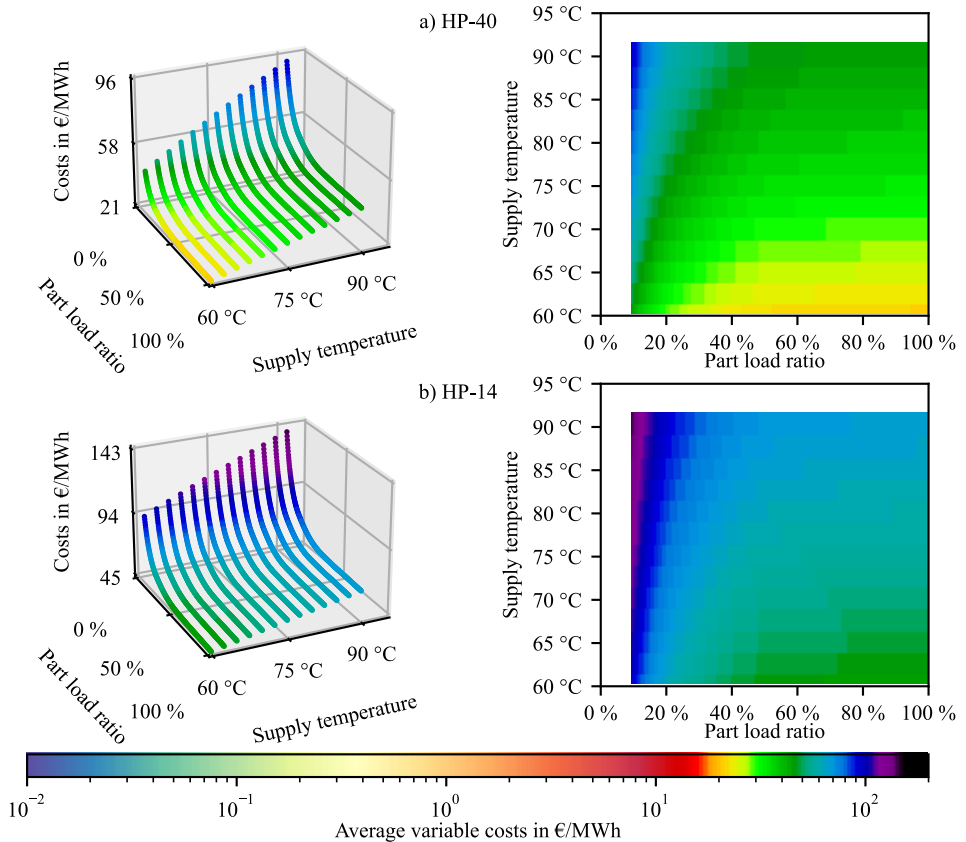 a) HP-40
Costs in €/MWh
96
58
21
0 %
50 %
100 %
Part load ratio
60 °C
75 °C
90 °C
Supply temperature
95 °C
90 °C
85 °C
80 °C
75 °C
70 °C
65 °C
60 °C
Supply temperature
0 %
20 %
40 %
60 %
80 %
100 %
Part load ratio
b) HP-14
Costs in €/MWh
143
94
45
0 %
50 %
100 %
Part load ratio
60 °C
75 °C
90 °C
Supply temperature
95 °C
90 °C
85 °C
80 °C
75 °C
70 °C
65 °C
60 °C
Supply temperature
0 %
20 %
40 %
60 %
80 %
100 %
Part load ratio
10⁻²
10⁻¹
10⁰
10¹
10²
Average variable costs in €/MWh